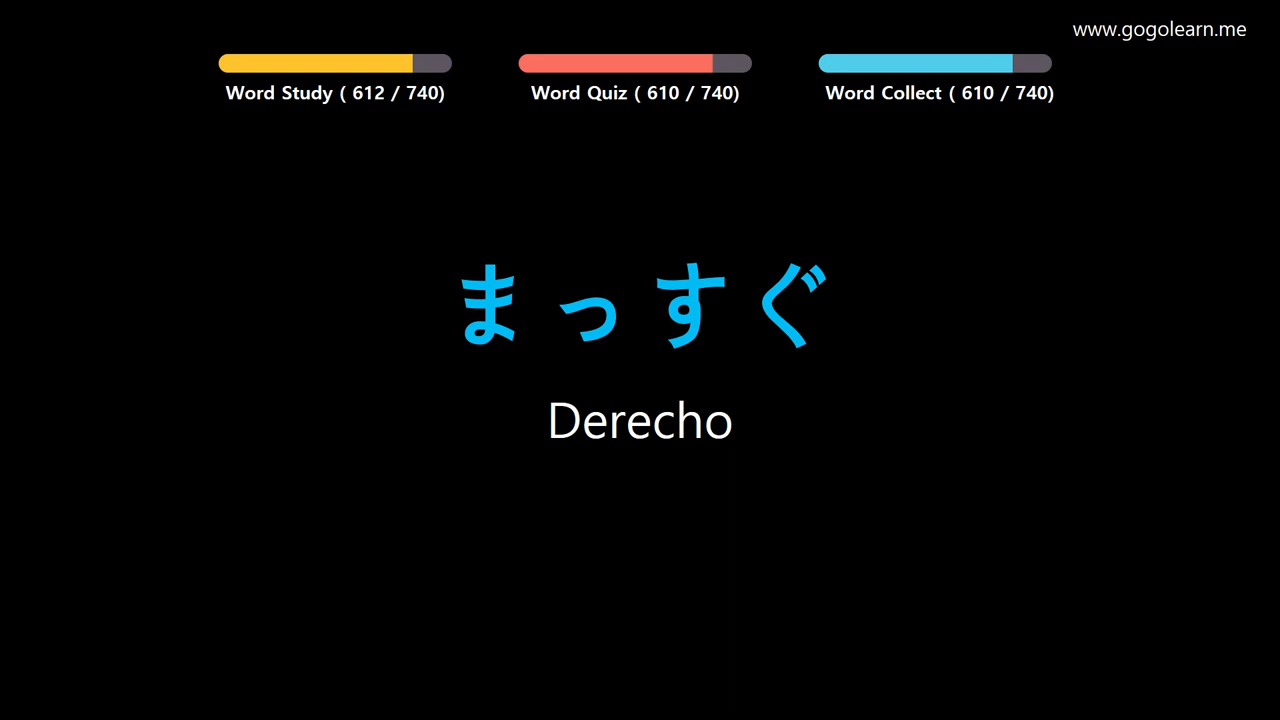 www.gogolearn.me
Word Study ( 612 / 740)
Word Quiz ( 610 / 740)
Word Collect ( 610 / 740)
まっすぐ
Derecho